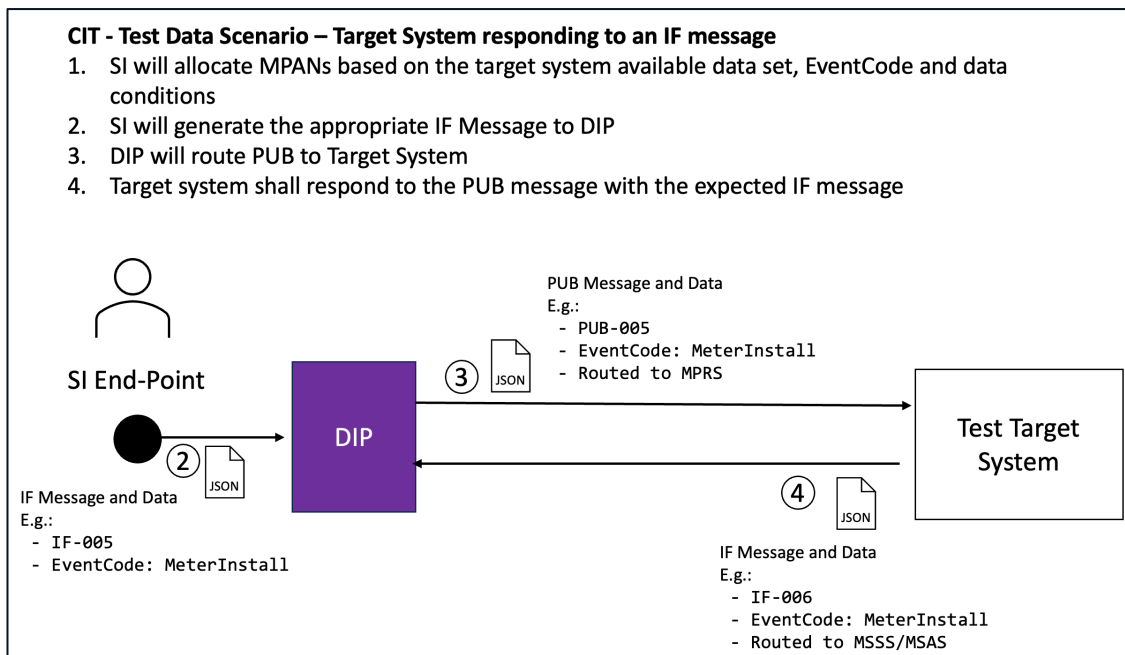 CIT - Test Data Scenario – Target System responding to an IF message
1. SI will allocate MPANs based on the target system available data set, EventCode and data
conditions
2. SI will generate the appropriate IF Message to DIP
3. DIP will route PUB to Target System
4. Target system shall respond to the PUB message with the expected IF message
PUB Message and Data
E.g.:
- PUB-005
- EventCode: MeterInstall
- Routed to MPRS
3
JSON
SI End-Point
DIP
Test Target
System
2
JSON
IF Message and Data
E.g.:
- IF-005
- EventCode: MeterInstall
4
JSON
IF Message and Data
E.g.:
- IF-006
- EventCode: MeterInstall
- Routed to MSSS/MSAS